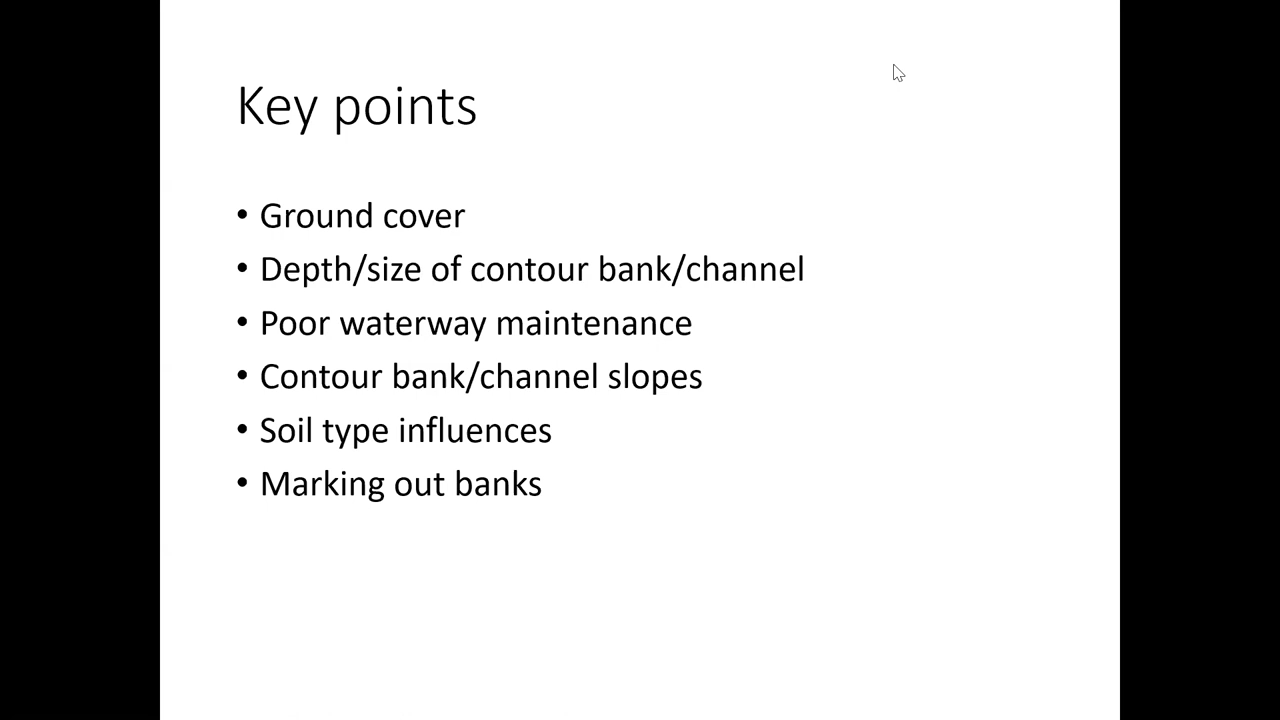 Key points
• Ground cover
• Depth/size of contour bank/channel
• Poor waterway maintenance
• Contour bank/channel slopes
• Soil type influences
• Marking out banks